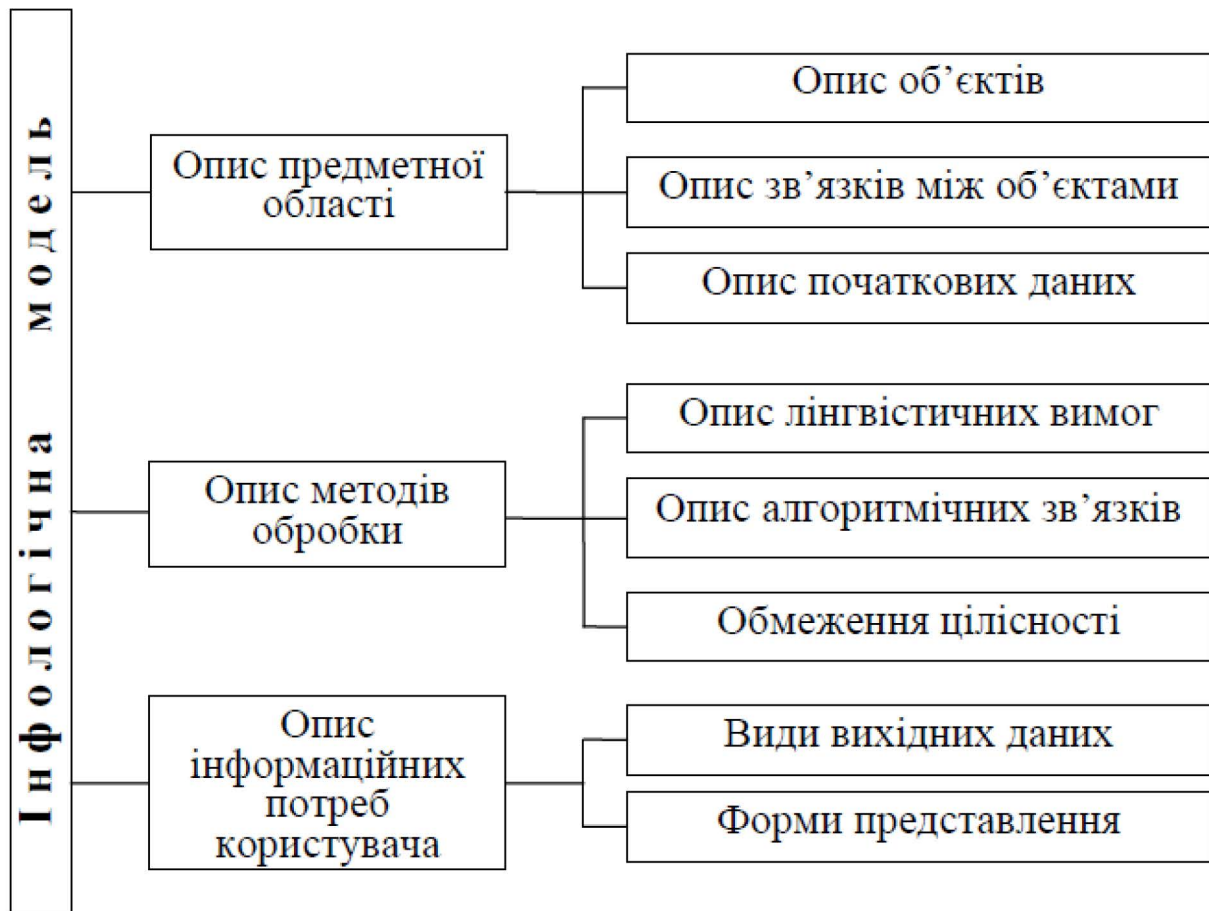 Інфологічна модель
Опис предметної
області
Опис об’єктів
Опис зв’язків між об’єктами
Опис початкових даних
Опис методів
обробки
Опис лінгвістичних вимог
Опис алгоритмічних зв’язків
Обмеження цілісності
Опис
інформаційних
потреб
користувача
Види вихідних даних
Форми представлення